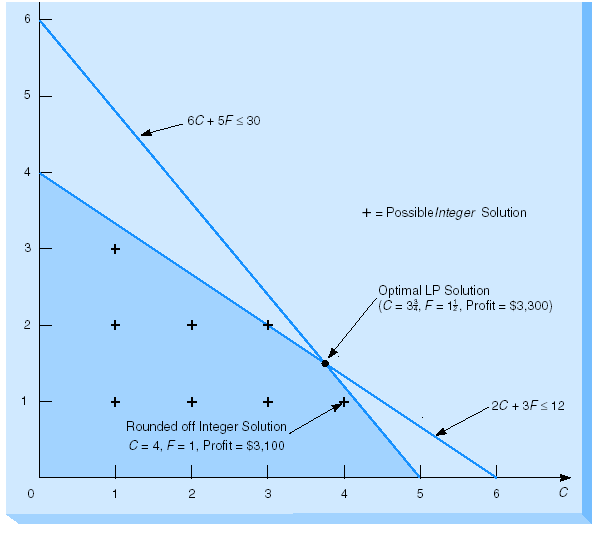 6
5
6C + 5F ≤ 30
4
+ = Possible Integer Solution
3
Optimal LP Solution
(C = 3¾, F = 1½, Profit = $3,300)
2
1
2C + 3F ≤ 12
Rounded off Integer Solution
C = 4, F = 1, Profit = $3,100
0 1 2 3 4 5 6 C